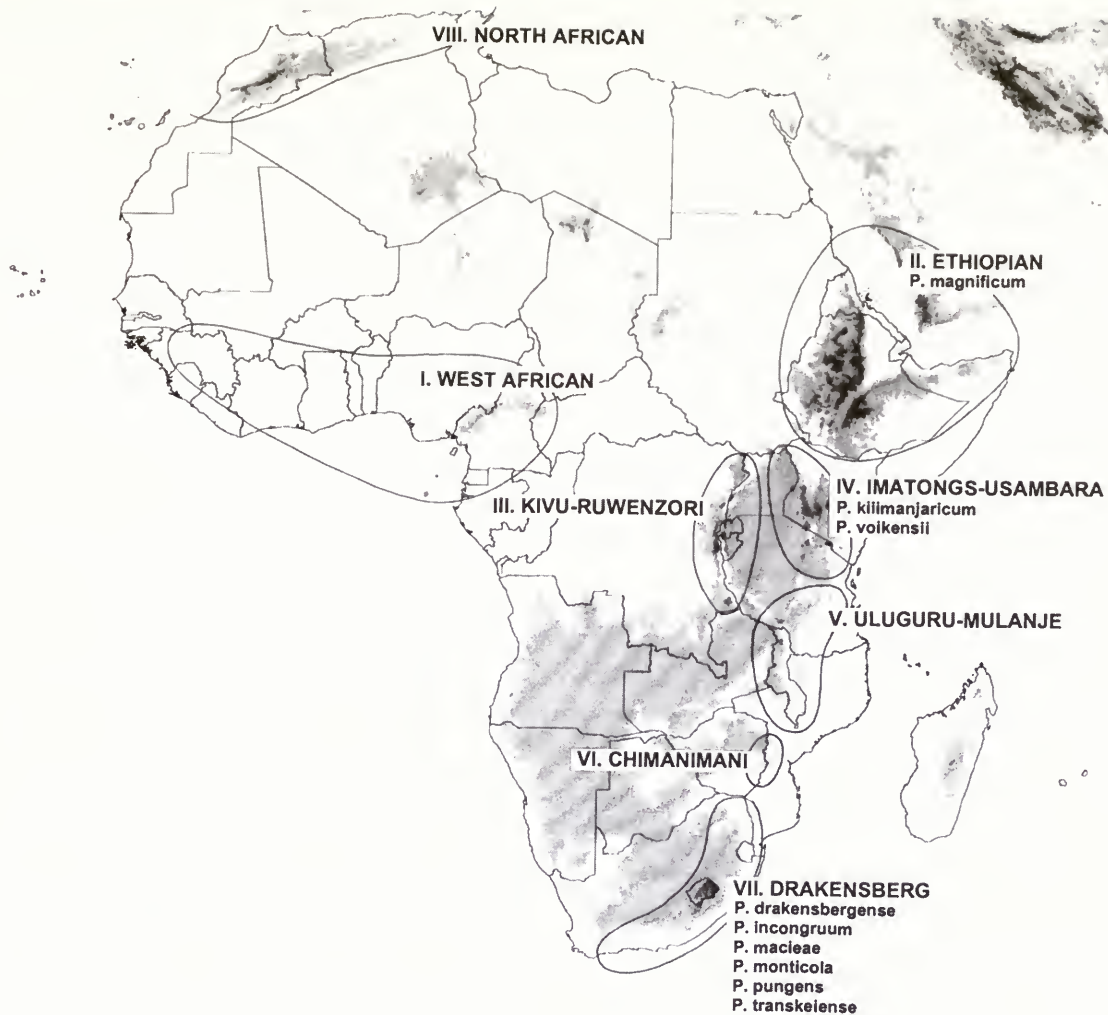 VIII. NORTH AFRICAN
II. ETHIOPIAN
P. magnificum
I. WEST AFRICAN
IV. IMATONGS-USAMBARA
P. kilimanjaricum
P. volkensii
III. KIVU-RUWENZORI
V. ULUGURU-MULANJE
VI. CHIMANIMANI
VII. DRAKENSBERG
P. drakensbergense
P. incongruum
P. macleae
P. monticola
P. pungens
P. transkeiense